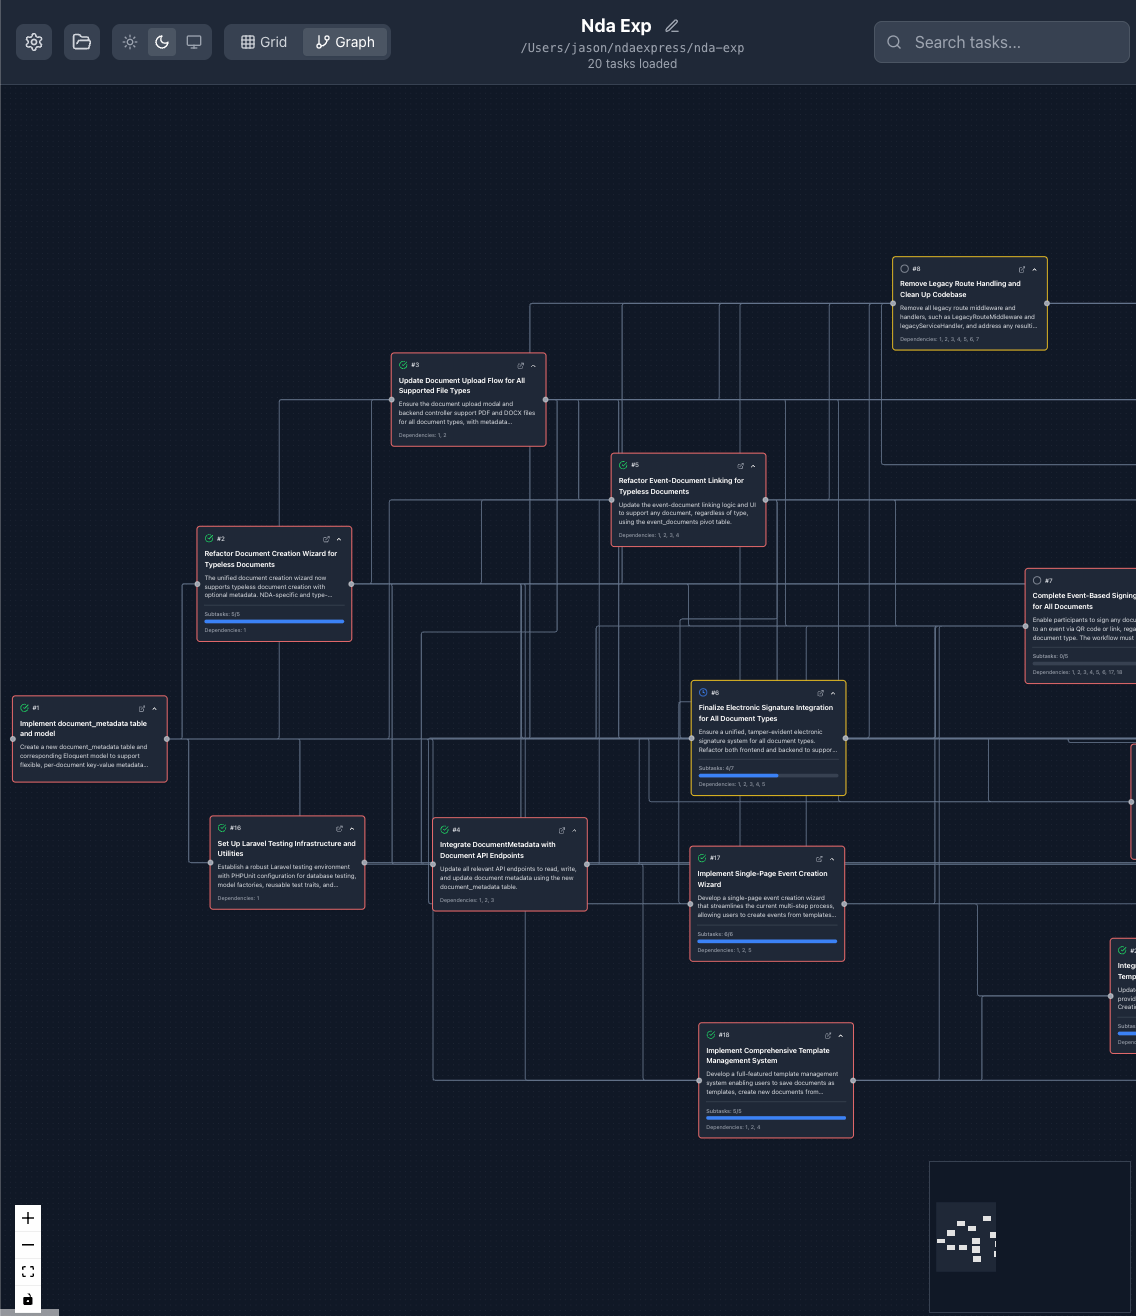 Grid
Graph
Nda Exp
/Users/jason/ndaexpress/nda-exp
20 tasks loaded
Search tasks...
#8
Remove Legacy Route Handling and
Clean Up Codebase
Remove all legacy route middleware and
handlers, such as LegacyRouteMiddleware and
legacyServiceHandler, and address any resulti...
Dependencies: 1, 2, 3, 4, 5, 6, 7
#3
Update Document Upload Flow for All
Supported File Types
Ensure the document upload modal and
backend controller support PDF and DOCX files
for all document types, with metadata...
Dependencies: 1, 2
#5
Refactor Event-Document Linking for
Typeless Documents
Update the event-document linking logic and UI
to support any document, regardless of type,
using the event_documents pivot table.
Dependencies: 1, 2, 3, 4
#2
Refactor Document Creation Wizard for
Typeless Documents
The unified document creation wizard now
supports typeless document creation with
optional metadata. NDA-specific and type-...
Subtasks: 5/5
Dependencies: 1
#7
Complete Event-Based Signing
for All Documents
Enable participants to sign any docu
to an event via QR code or link, rega
document type. The workflow must
Subtasks: 0/5
Dependencies: 1, 2, 3, 4, 5, 6, 17, 18
#1
Implement document_metadata table
and model
Create a new document_metadata table and
corresponding Eloquent model to support
flexible, per-document key-value metadata...
#6
Finalize Electronic Signature Integration
for All Document Types
Ensure a unified, tamper-evident electronic
signature system for all document types.
Refactor both frontend and backend to suppor...
Subtasks: 4/7
Dependencies: 1, 2, 3, 4, 5
#16
Set Up Laravel Testing Infrastructure and
Utilities
Establish a robust Laravel testing environment
with PHPUnit configuration for database testing,
model factories, reusable test traits, and...
Dependencies: 1
#4
Integrate DocumentMetadata with
Document API Endpoints
Update all relevant API endpoints to read, write,
and update document metadata using the new
document_metadata table.
Dependencies: 1, 2, 3
#17
Implement Single-Page Event Creation
Wizard
Develop a single-page event creation wizard
that streamlines the current multi-step process,
allowing users to create events from templates...
Subtasks: 6/6
Dependencies: 1, 2, 5
#2
Integr
Temp
Update
provid
Creati
Subta
Depen
#18
Implement Comprehensive Template
Management System
Develop a full-featured template management
system enabling users to save documents as
templates, create new documents from...
Subtasks: 5/5
Dependencies: 1, 2, 4